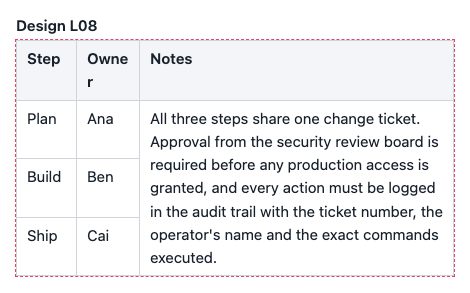 Design L08
Step Owne
r Notes
Plan Ana
All three steps share one change ticket.
Approval from the security review board is
required before any production access is
granted, and every action must be logged
in the audit trail with the ticket number, the
operator's name and the exact commands
executed.
Build Ben
Ship Cai